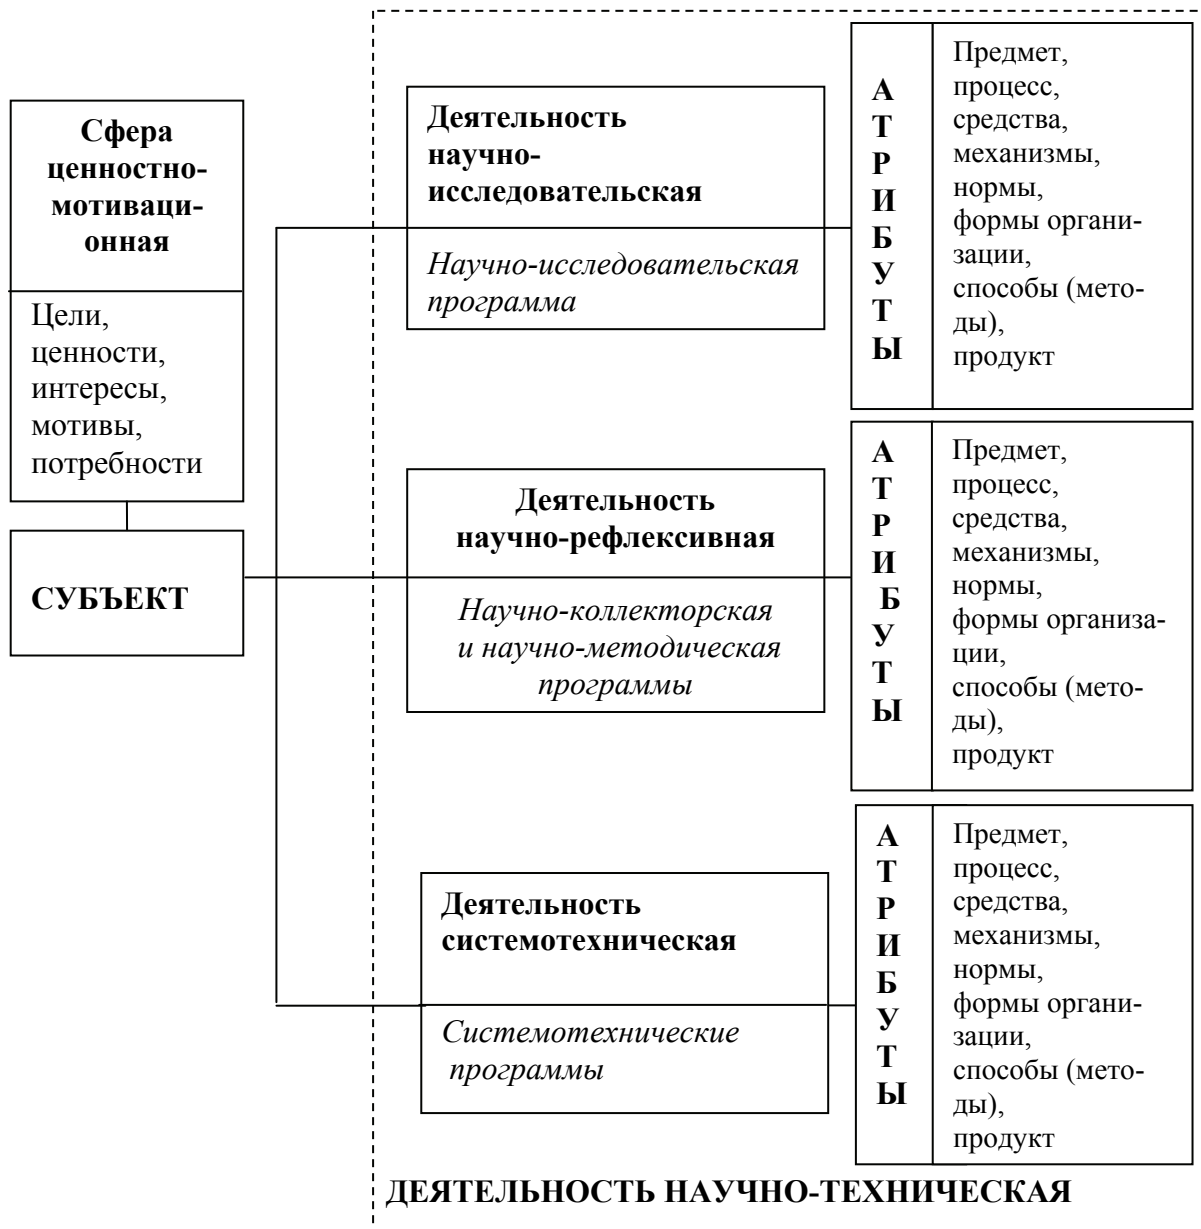 Сфера
ценностно-
мотиваци-
онная
Цели,
ценности,
интересы,
мотивы,
потребности
СУБЪЕКТ
Деятельность
научно-
исследовательская
Научно-исследовательская
программа
А
Т
Р
И
Б
У
Т
Ы
Предмет,
процесс,
средства,
механизмы,
нормы,
формы органи-
зации,
способы (мето-
ды),
продукт
Деятельность
научно-рефлексивная
Научно-коллекторская
и научно-методическая
программы
А
Т
Р
И
Б
У
Т
Ы
Предмет,
процесс,
средства,
механизмы,
нормы,
формы организа-
ции,
способы (мето-
ды),
продукт
Деятельность
системотехническая
Системотехнические
программы
А
Т
Р
И
Б
У
Т
Ы
Предмет,
процесс,
средства,
механизмы,
нормы,
формы органи-
зации,
способы (мето-
ды),
продукт
ДЕЯТЕЛЬНОСТЬ НАУЧНО-ТЕХНИЧЕСКАЯ